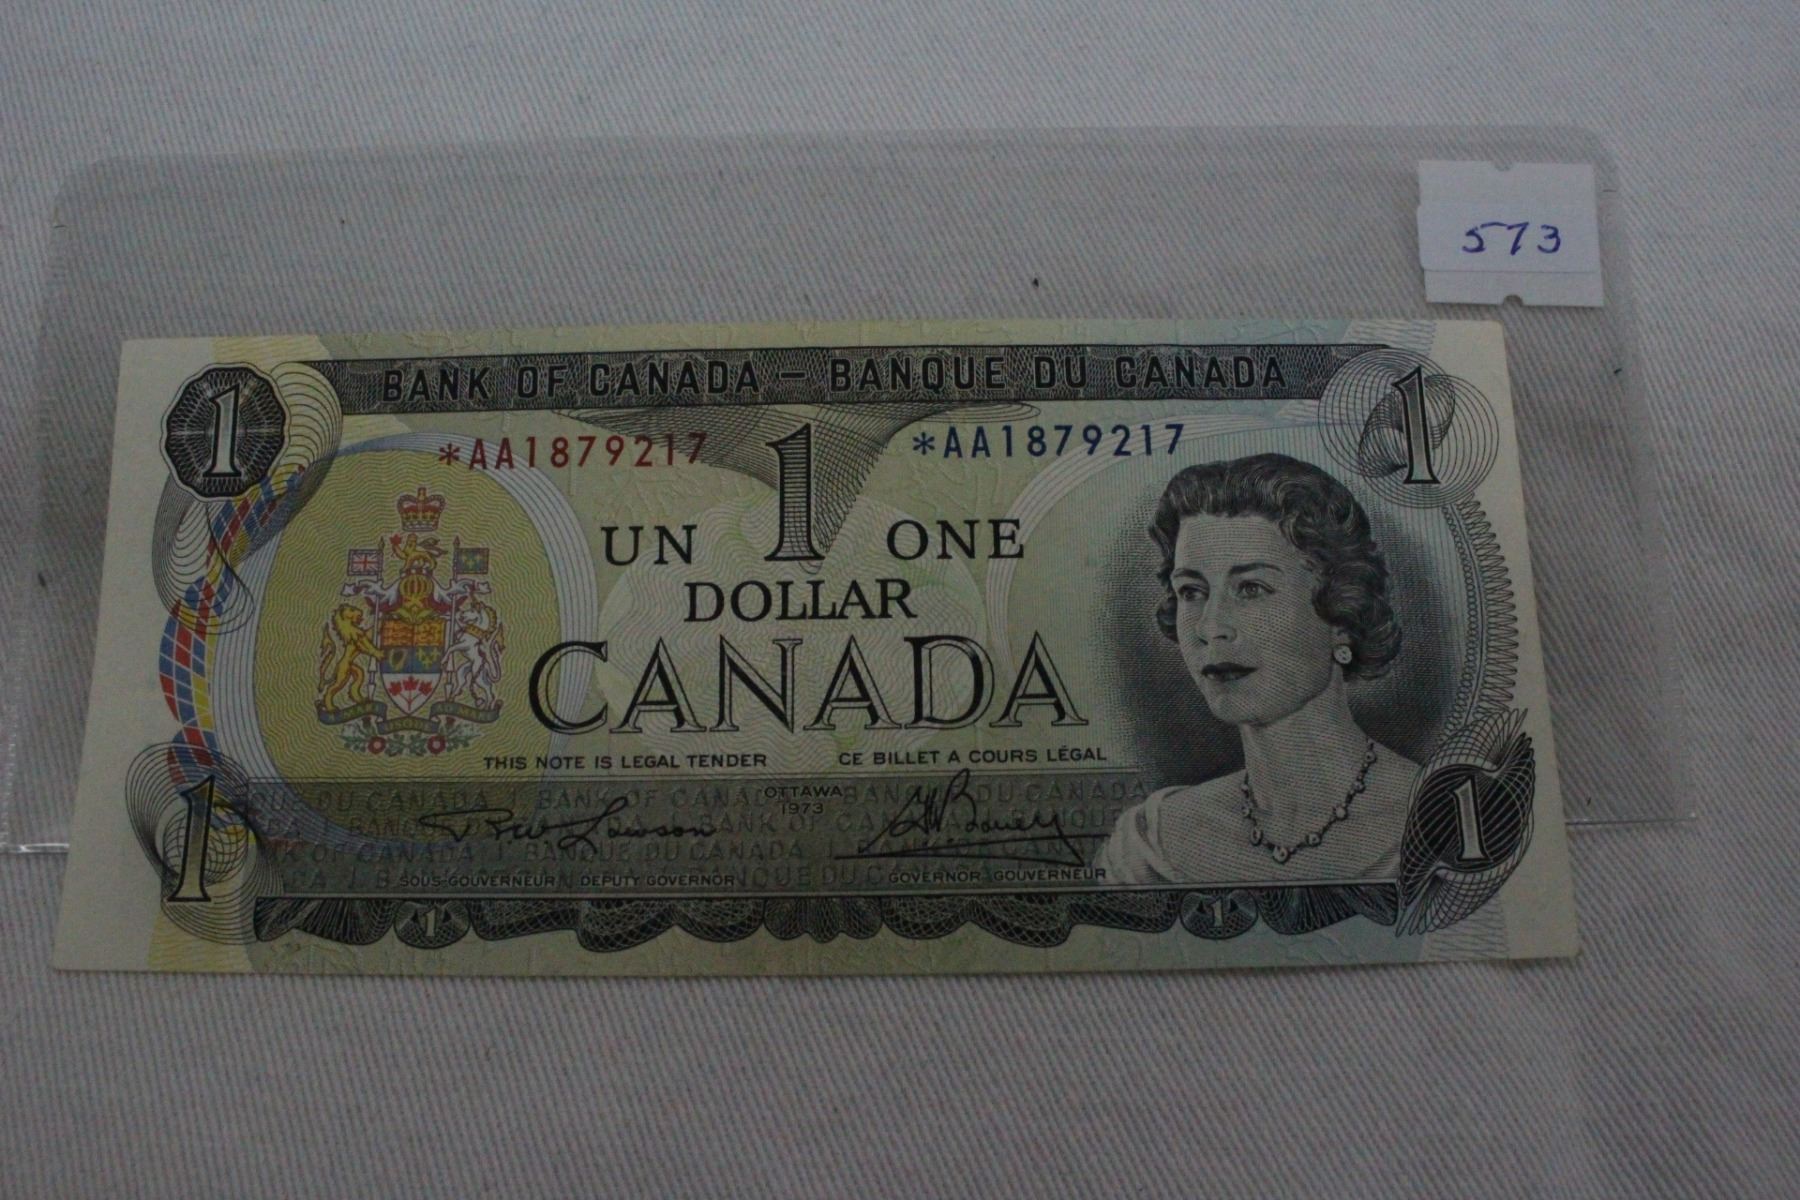 573
BANK OF CANADA — BANQUE DU CANADA
1 1
*AA1879217 *AA1879217
UN 1 ONE
DOLLAR
CANADA
THIS NOTE IS LEGAL TENDER CE BILLET A COURS LÉGAL
OTTAWA
1973
SOUS-GOUVERNEUR DEPUTY GOVERNOR GOVERNOR GOUVERNEUR
1 1
1 1